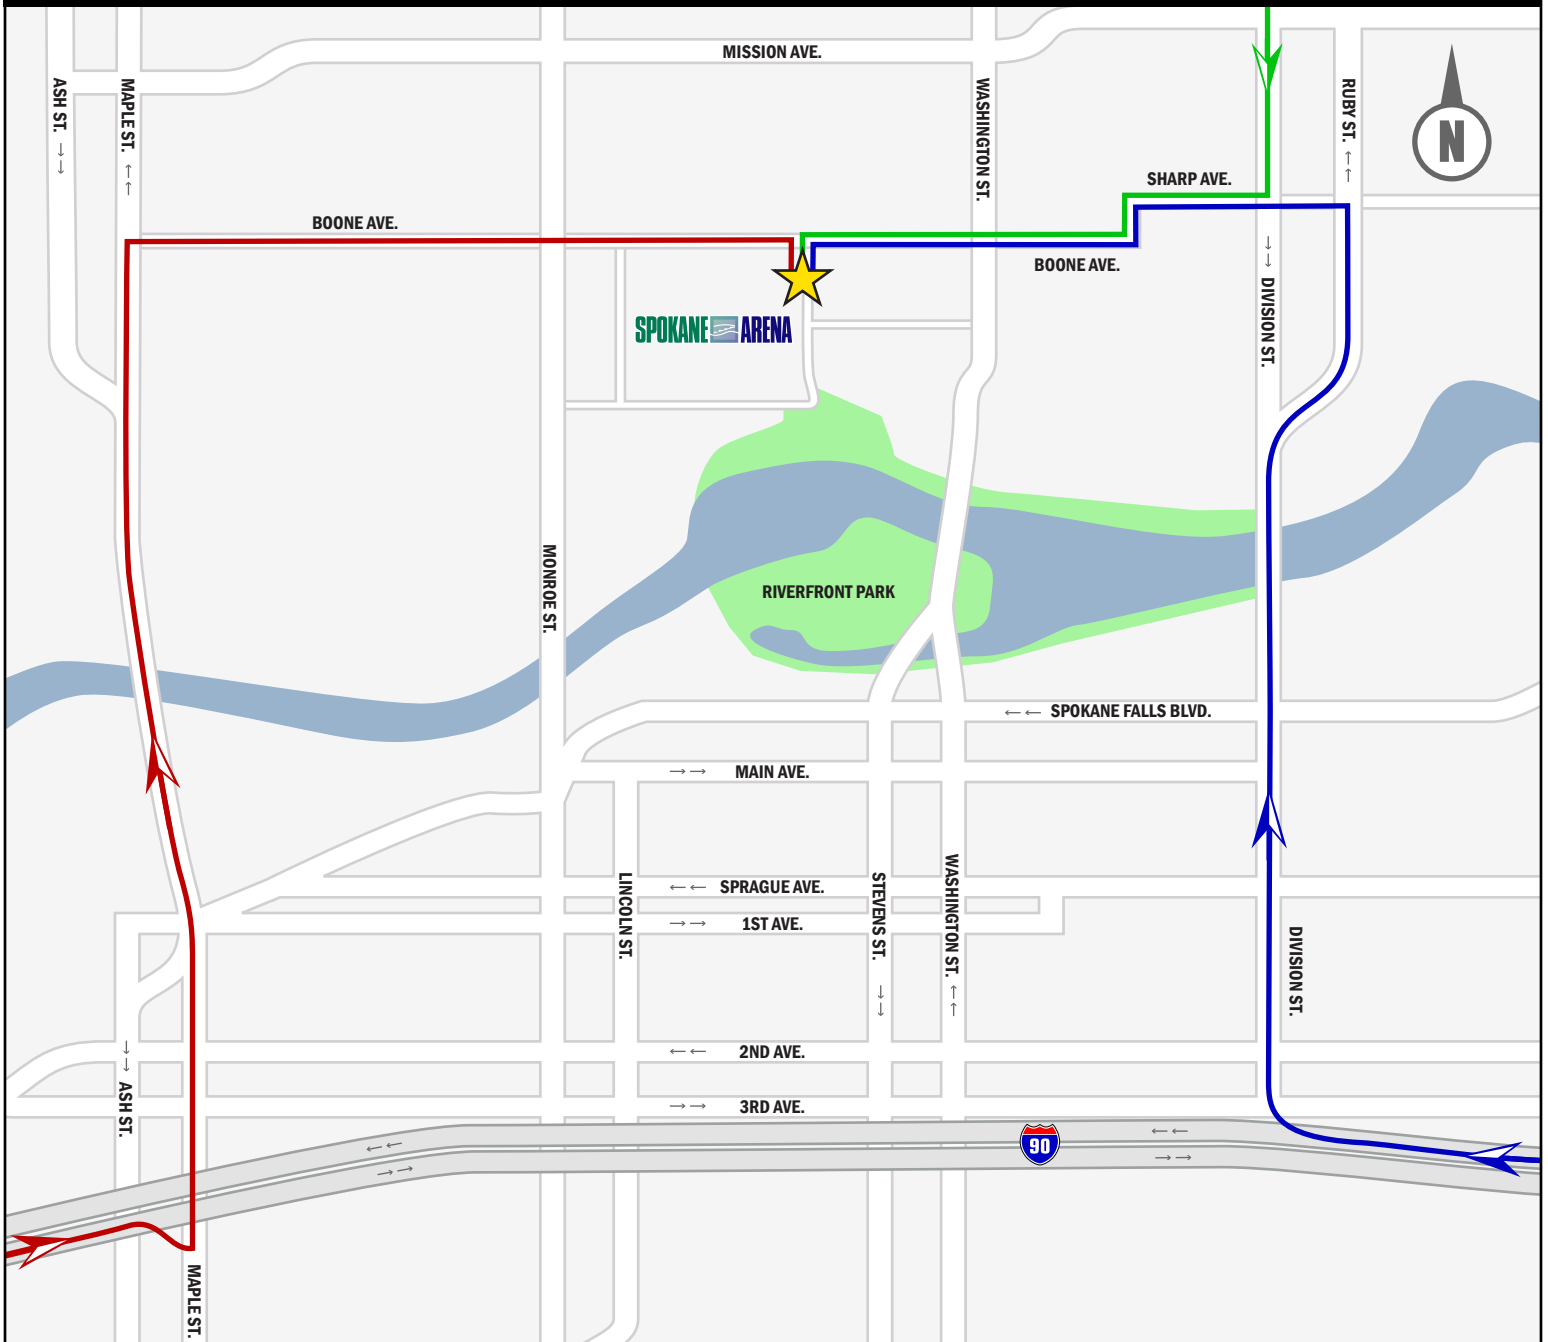 MISSION AVE.
ASH ST. →→
MAPLE ST. ←←
WASHINGTON ST.
RUBY ST. ←←
N
SHARP AVE.
BOONE AVE.
BOONE AVE.
→→ DIVISION ST.
SPOKANE ARENA
MONROE ST.
RIVERFRONT PARK
←← SPOKANE FALLS BLVD.
→→ MAIN AVE.
LINCOLN ST.
←← SPRAGUE AVE.
STEVENS ST. →→
WASHINGTON ST. ←←
→→ 1ST AVE.
DIVISION ST.
←← 2ND AVE.
→→ ASH ST.
→→ 3RD AVE.
←←
→→
90
←←
→→
MAPLE ST.